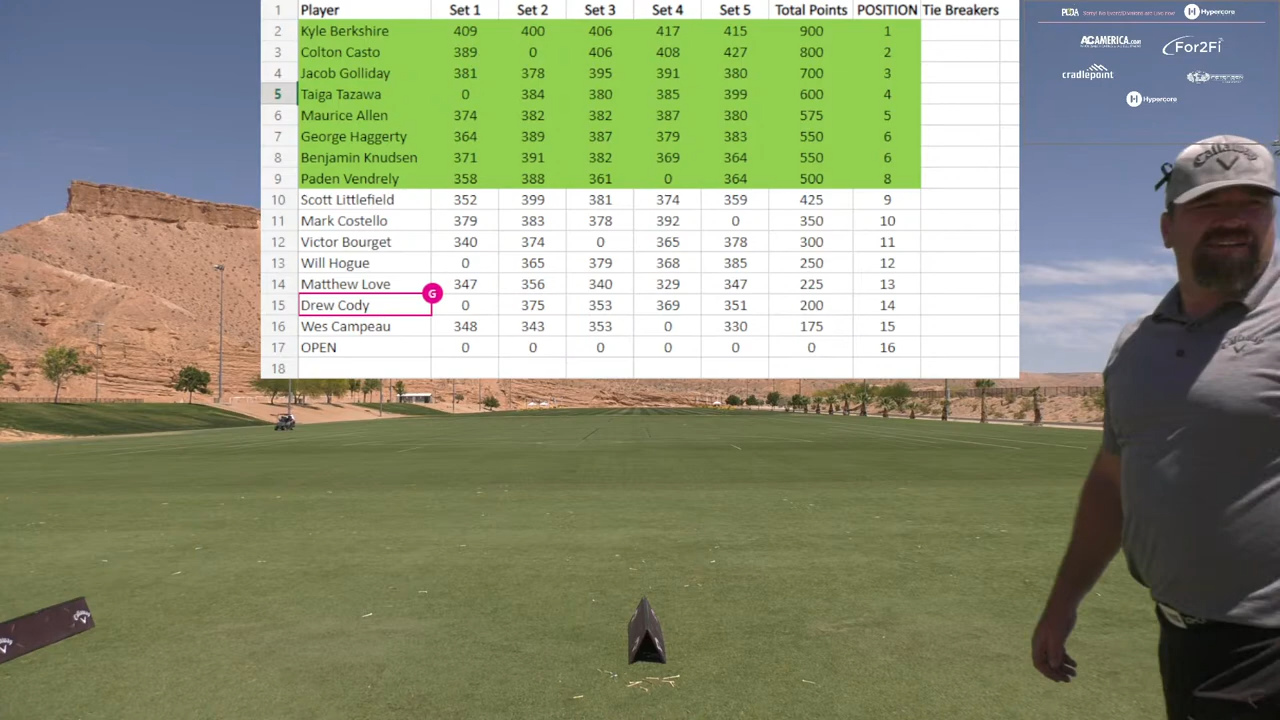 1 Player Set 1 Set 2 Set 3 Set 4 Set 5 Total Points POSITION Tie Breakers
2 Kyle Berkshire 409 400 406 417 415 900 1
3 Colton Casto 389 0 406 408 427 800 2
4 Jacob Golliday 381 378 395 391 380 700 3
5 Taiga Tazawa 0 384 380 385 399 600 4
6 Maurice Allen 374 382 382 387 380 575 5
7 George Haggerty 364 389 387 379 383 550 6
8 Benjamin Knudsen 371 391 382 369 364 550 6
9 Paden Vendrely 358 388 361 0 364 500 8
10 Scott Littlefield 352 399 381 374 359 425 9
11 Mark Costello 379 383 378 392 0 350 10
12 Victor Bourget 340 374 0 365 378 300 11
13 Will Hogue 0 365 379 368 385 250 12
14 Matthew Love 347 356 340 329 347 225 13
G
15 Drew Cody 0 375 353 369 351 200 14
16 Wes Campeau 348 343 353 0 330 175 15
17 OPEN 0 0 0 0 0 0 16
18
Hypercore
AGAMERICA.com
For2Fi
cradlepoint
Hypercore
Callaway
Callaway